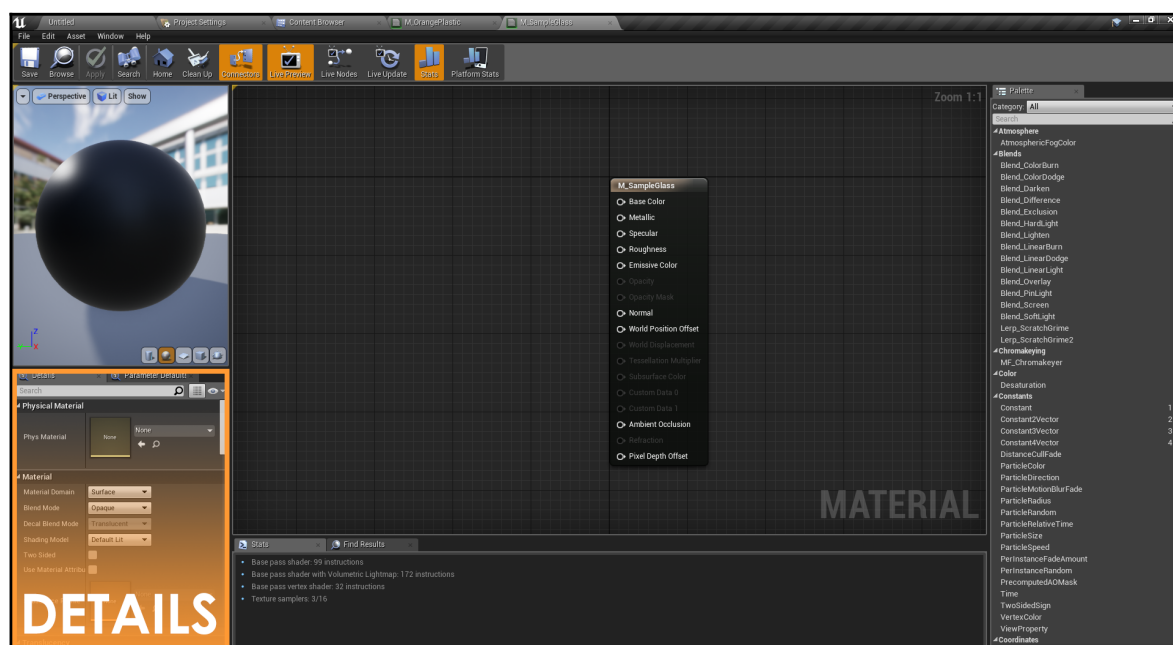 Untitled
Project Settings
Content Browser
M_OrangePlastic
M_SampleGlass
File Edit Asset Window Help
Save Browse Apply Search Home Clean Up Connectors Live Preview Live Nodes Live Update Stats Platform Stats
Perspective Lit Show
Zoom 1:1
Z
X
M_SampleGlass
Base Color
Metallic
Specular
Roughness
Emissive Color
Opacity
Opacity Mask
Normal
World Position Offset
World Displacement
Tessellation Multiplier
Subsurface Color
Custom Data 0
Custom Data 1
Ambient Occlusion
Refraction
Pixel Depth Offset
MATERIAL
Palette
Category: All
Search
Atmosphere
AtmosphericFogColor
Blends
Blend_ColorBurn
Blend_ColorDodge
Blend_Darken
Blend_Difference
Blend_Exclusion
Blend_HardLight
Blend_Lighten
Blend_LinearBurn
Blend_LinearDodge
Blend_LinearLight
Blend_Overlay
Blend_PinLight
Blend_Screen
Blend_SoftLight
Lerp_ScratchGrime
Lerp_ScratchGrime2
Chromakeying
MF_Chromakeyer
Color
Desaturation
Constants
Constant 1
Constant2Vector 2
Constant3Vector 3
Constant4Vector 4
DistanceCullFade
ParticleColor
ParticleDirection
ParticleMotionBlurFade
ParticleRadius
ParticleRandom
ParticleRelativeTime
ParticleSize
ParticleSpeed
PerInstanceFadeAmount
PerInstanceRandom
PrecomputedAOMask
Time
TwoSidedSign
VertexColor
ViewProperty
Coordinates
Details Parameter Defaults
Search
Physical Material
Phys Material None None
Material
Material Domain Surface
Blend Mode Opaque
Decal Blend Mode Translucent
Shading Model Default Lit
Two Sided
Use Material Attribu
DETAILS
Stats Find Results
Base pass shader: 99 instructions
Base pass shader with Volumetric Lightmap: 172 instructions
Base pass vertex shader: 32 instructions
Texture samplers: 3/16